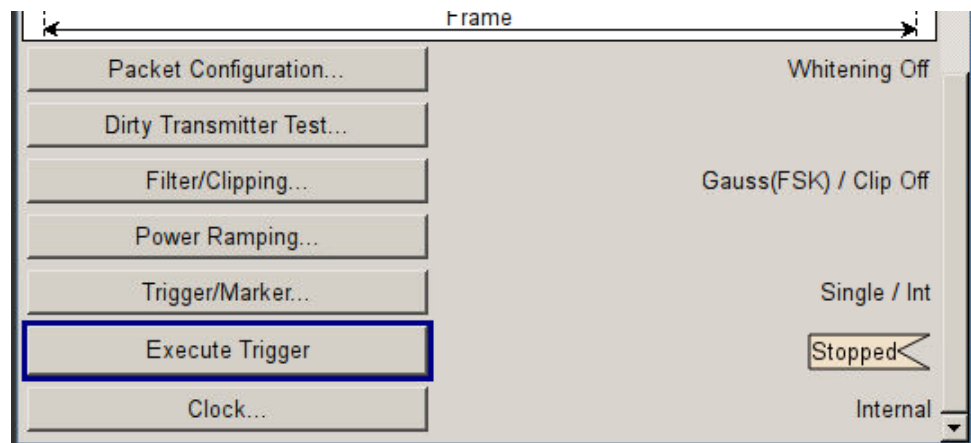 Frame
Packet Configuration... Whitening Off
Dirty Transmitter Test...
Filter/Clipping... Gauss(FSK) / Clip Off
Power Ramping...
Trigger/Marker... Single / Int
Execute Trigger Stopped
Clock... Internal